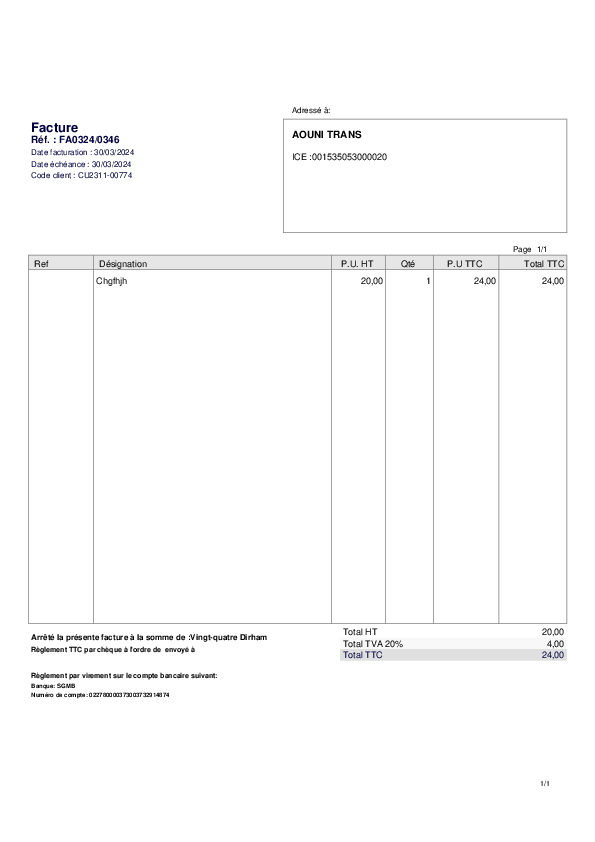 Adressé à:
Facture
Réf. : FA0324/0346
Date facturation : 30/03/2024
Date échéance : 30/03/2024
Code client : CU2311-00774
AOUNI TRANS
ICE :001535053000020
Page 1/1
Ref Désignation P.U. HT Qté P.U TTC Total TTC
Chgfhjh 20,00 1 24,00 24,00
Total HT 20,00
Arrêté la présente facture à la somme de :Vingt-quatre Dirham
Total TVA 20% 4,00
Règlement TTC par chèque à l'ordre de envoyé à
Total TTC 24,00
Règlement par virement sur le compte bancaire suivant:
Banque: SGMB
Numéro de compte: 022780000373003732914874
1/1